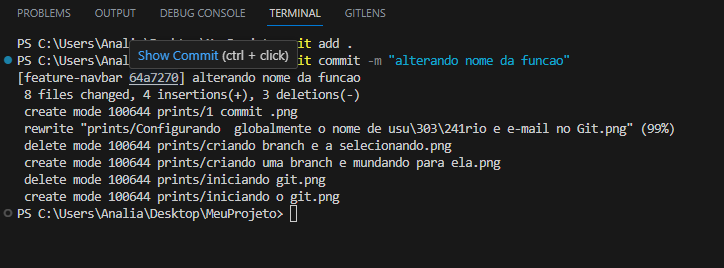 PROBLEMS OUTPUT DEBUG CONSOLE TERMINAL GITLENS
PS C:\Users\Analia\ it add .
Show Commit (ctrl + click)
PS C:\Users\Anali it commit -m "alterando nome da funcao"
[feature-navbar 64a7270] alterando nome da funcao
8 files changed, 4 insertions(+), 3 deletions(-)
create mode 100644 prints/1 commit .png
rewrite "prints/Configurando  globalmente o nome de usu\303\241rio e e-mail no Git.png" (99%)
delete mode 100644 prints/criando branch e a selecionando.png
create mode 100644 prints/criando uma branch e mundando para ela.png
delete mode 100644 prints/iniciando git.png
create mode 100644 prints/iniciando o git.png
PS C:\Users\Analia\Desktop\MeuProjeto>